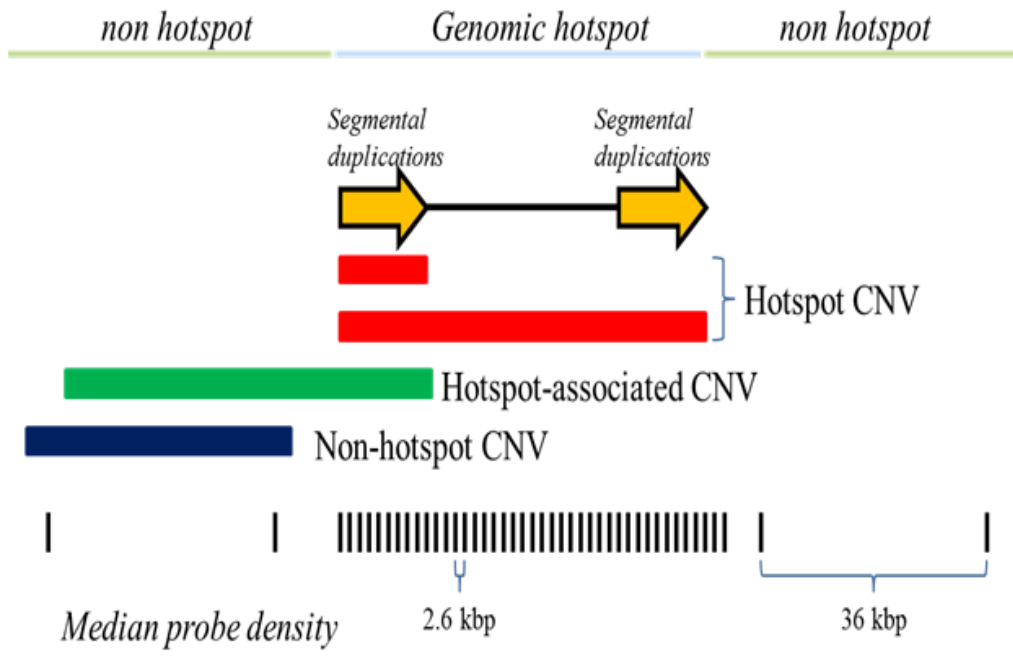 non hotspot
Genomic hotspot
non hotspot
Segmental
duplications
Segmental
duplications
Hotspot CNV
Hotspot-associated CNV
Non-hotspot CNV
Median probe density
2.6 kbp
36 kbp